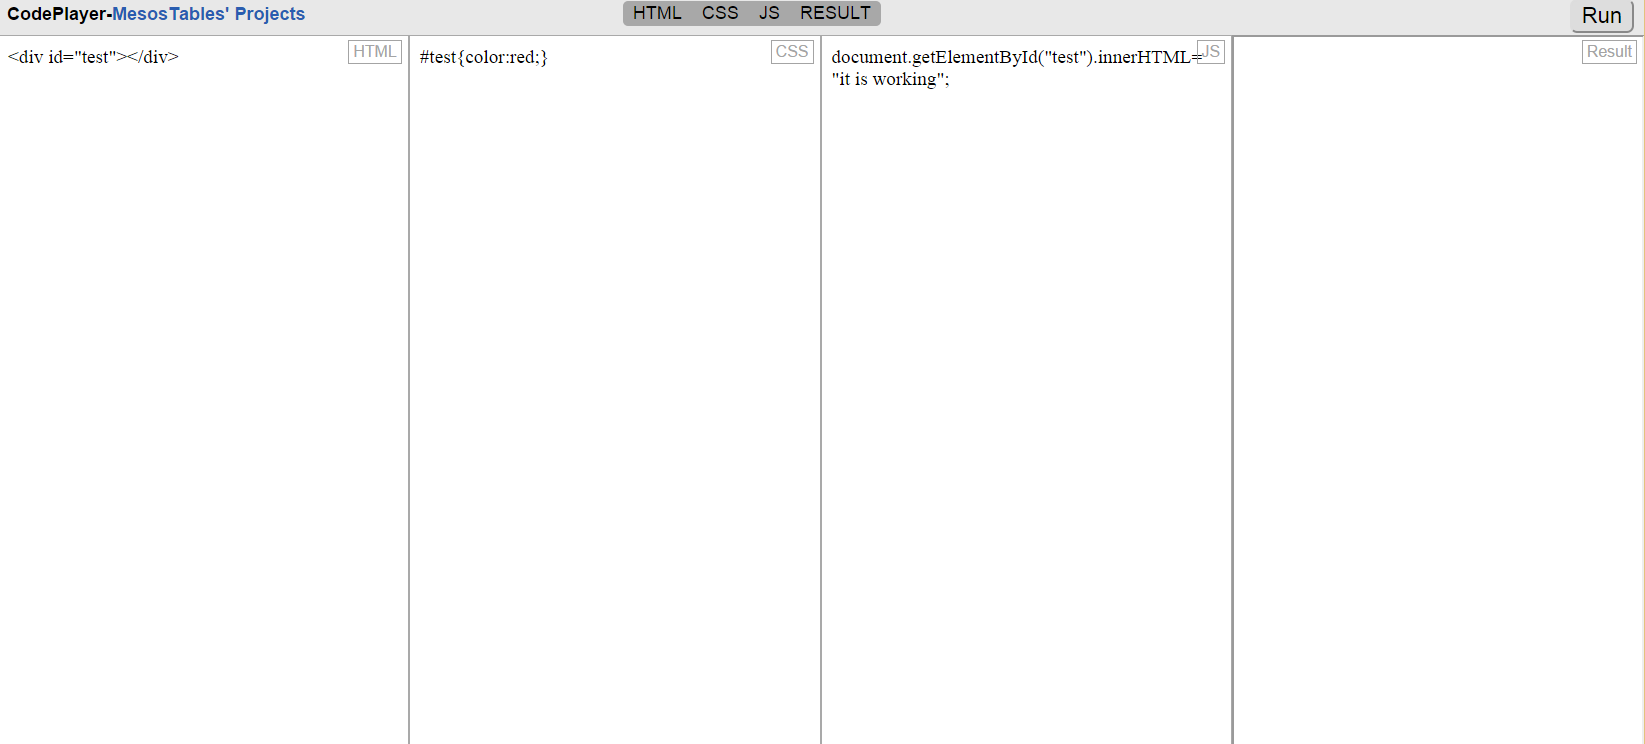 CodePlayer-MesosTables' Projects
HTML CSS JS RESULT
Run
<div id="test"></div>
HTML
#test{color:red;}
CSS
document.getElementById("test").innerHTML=
"it is working";
JS
Result